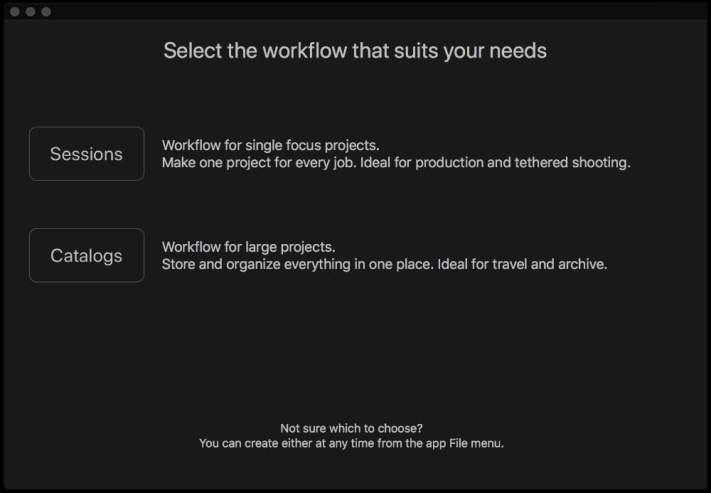 Select the workflow that suits your needs
Sessions
Workflow for single focus projects.
Make one project for every job. Ideal for production and tethered shooting.
Catalogs
Workflow for large projects.
Store and organize everything in one place. Ideal for travel and archive.
Not sure which to choose?
You can create either at any time from the app File menu.